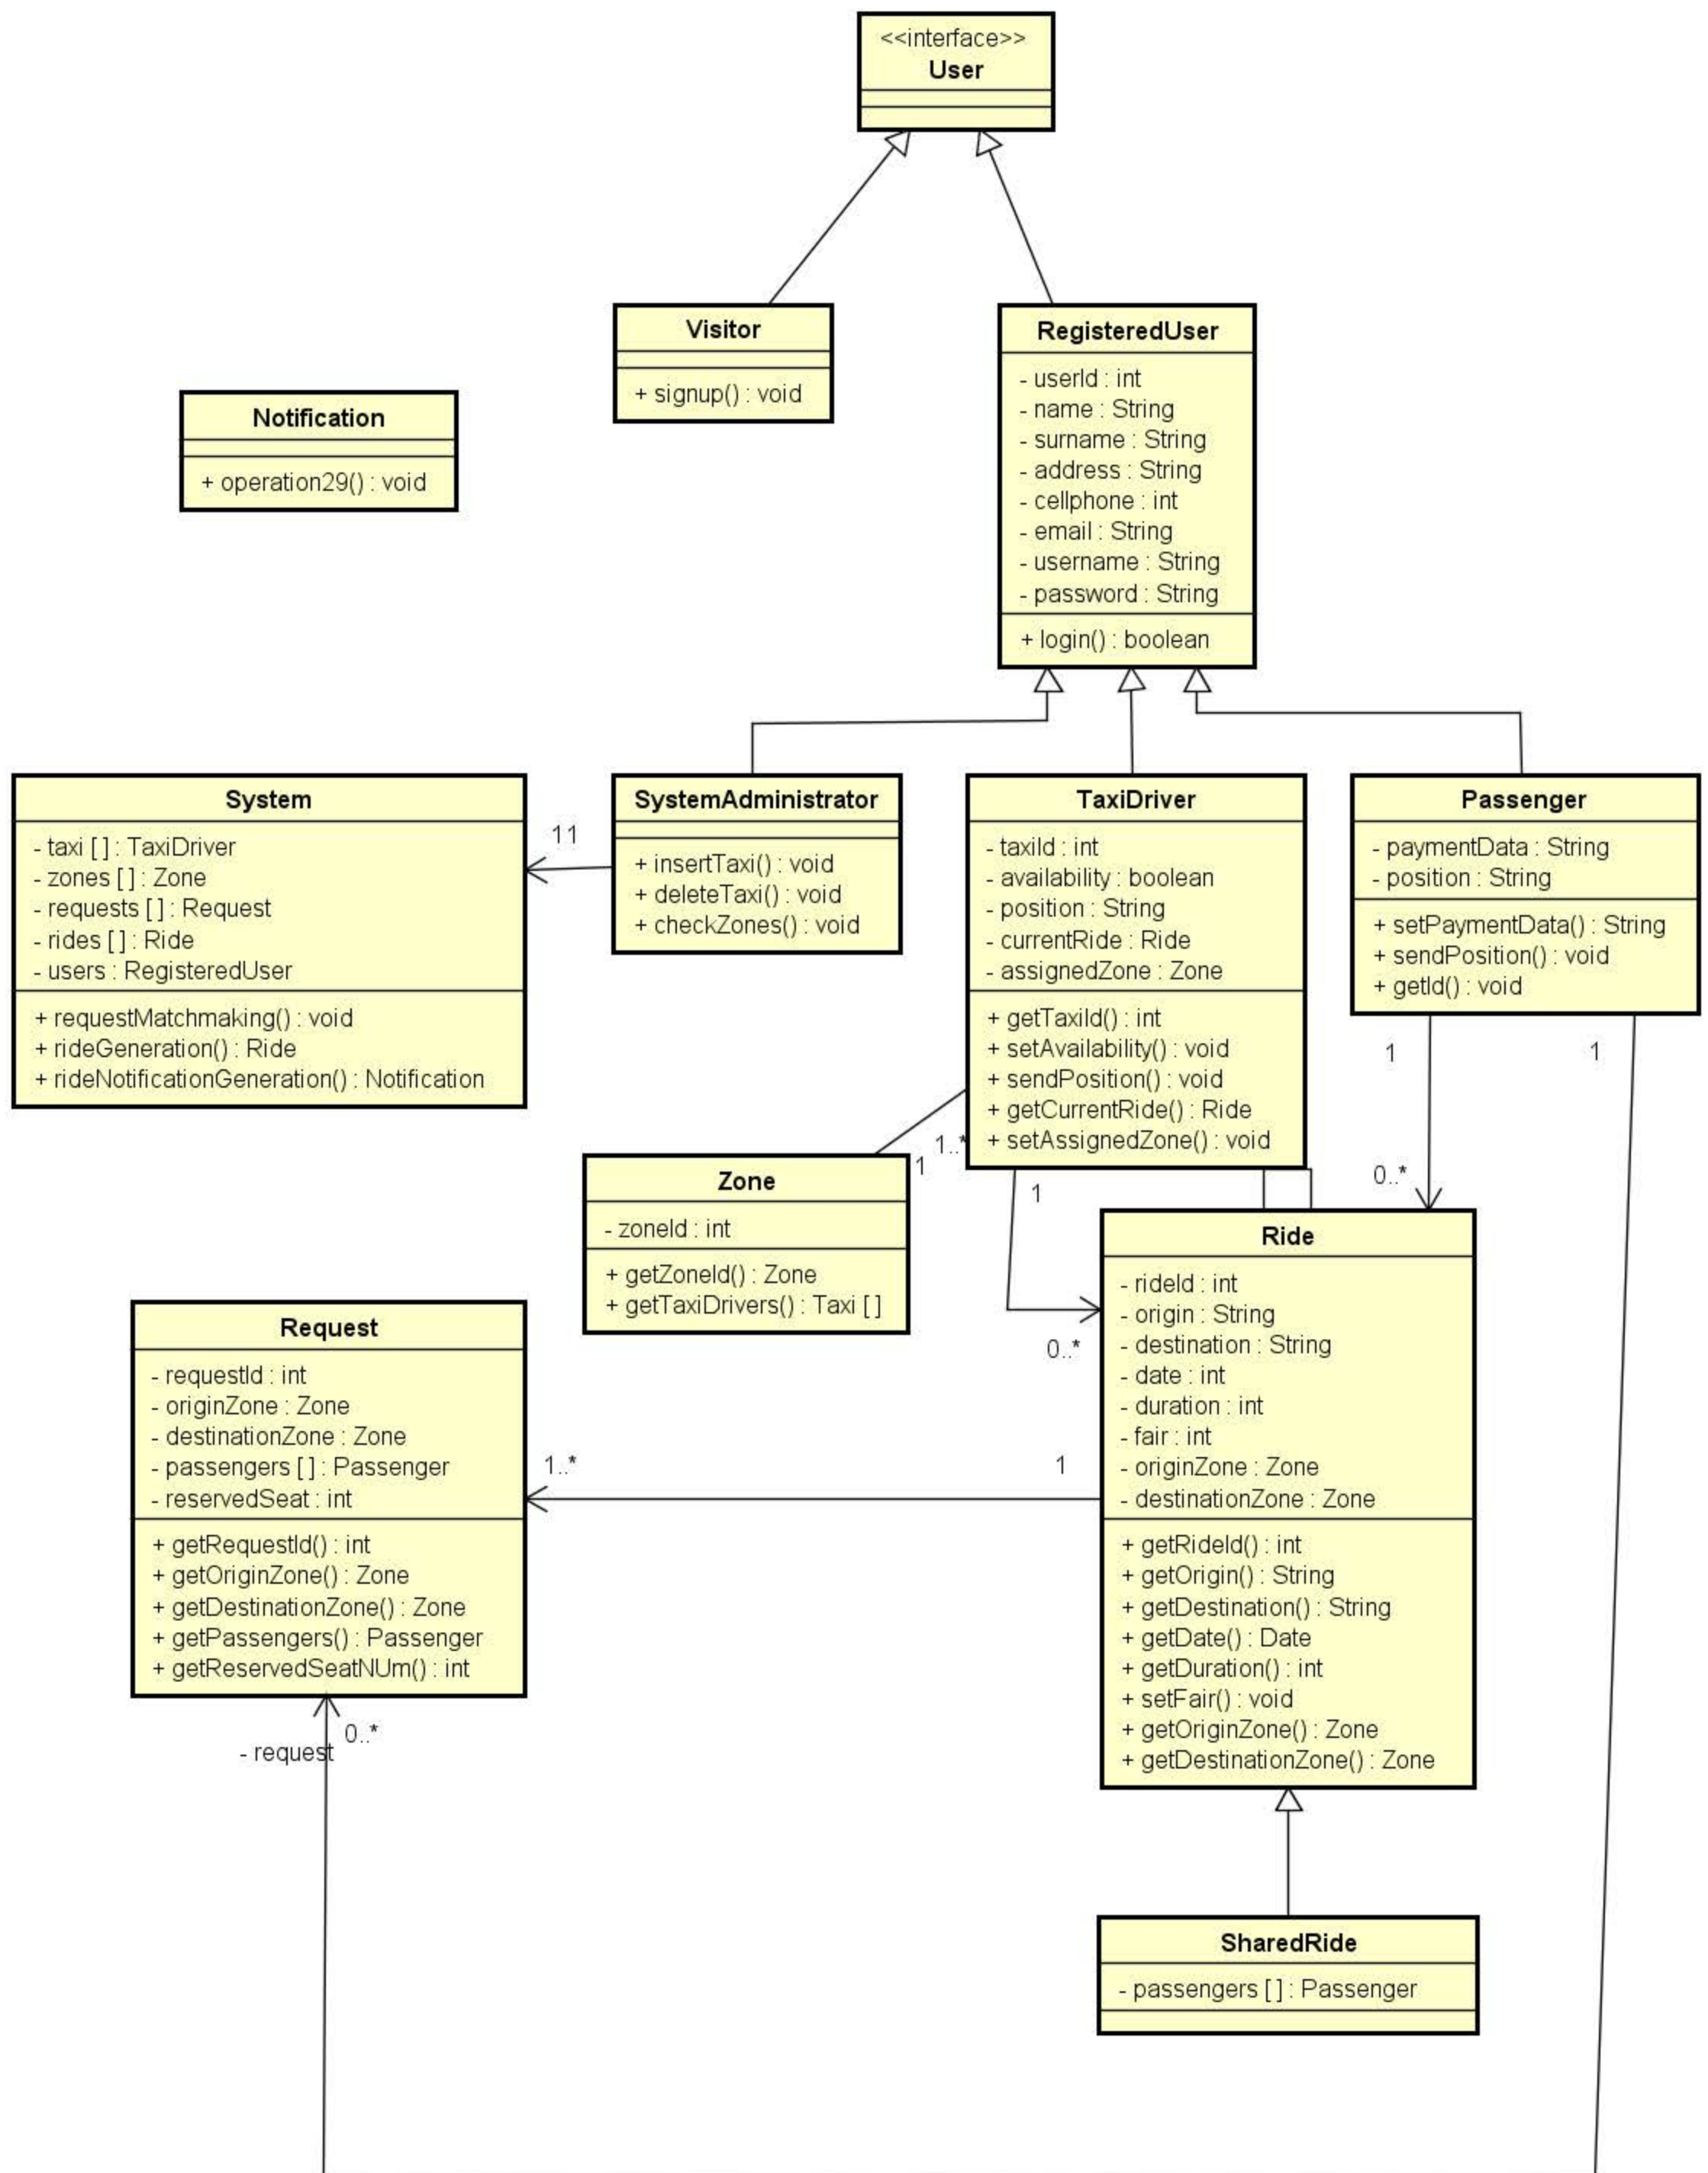 <<interface>>
User
Visitor
+ signup() : void
RegisteredUser
- userId : int
- name : String
- surname : String
- address : String
- cellphone : int
- email : String
- username : String
- password : String
+ login() : boolean
Notification
+ operation29() : void
System
- taxi [ ] : TaxiDriver
- zones [ ] : Zone
- requests [ ] : Request
- rides [ ] : Ride
- users : RegisteredUser
+ requestMatchmaking() : void
+ rideGeneration() : Ride
+ rideNotificationGeneration() : Notification
11
SystemAdministrator
+ insertTaxi() : void
+ deleteTaxi() : void
+ checkZones() : void
TaxiDriver
- taxiId : int
- availability : boolean
- position : String
- currentRide : Ride
- assignedZone : Zone
+ getTaxiId() : int
+ setAvailability() : void
+ sendPosition() : void
+ getCurrentRide() : Ride
+ setAssignedZone() : void
Passenger
- paymentData : String
- position : String
+ setPaymentData() : String
+ sendPosition() : void
+ getId() : void
1
1
1..*
1
1
0..*
0..*
Zone
- zoneId : int
+ getZoneId() : Zone
+ getTaxiDrivers() : Taxi [ ]
Ride
- rideId : int
- origin : String
- destination : String
- date : int
- duration : int
- fair : int
- originZone : Zone
- destinationZone : Zone
+ getRideId() : int
+ getOrigin() : String
+ getDestination() : String
+ getDate() : Date
+ getDuration() : int
+ setFair() : void
+ getOriginZone() : Zone
+ getDestinationZone() : Zone
Request
- requestId : int
- originZone : Zone
- destinationZone : Zone
- passengers [ ] : Passenger
- reservedSeat : int
+ getRequestId() : int
+ getOriginZone() : Zone
+ getDestinationZone() : Zone
+ getPassengers() : Passenger
+ getReservedSeatNUm() : int
1..*
1
0..*
- request
SharedRide
- passengers [ ] : Passenger